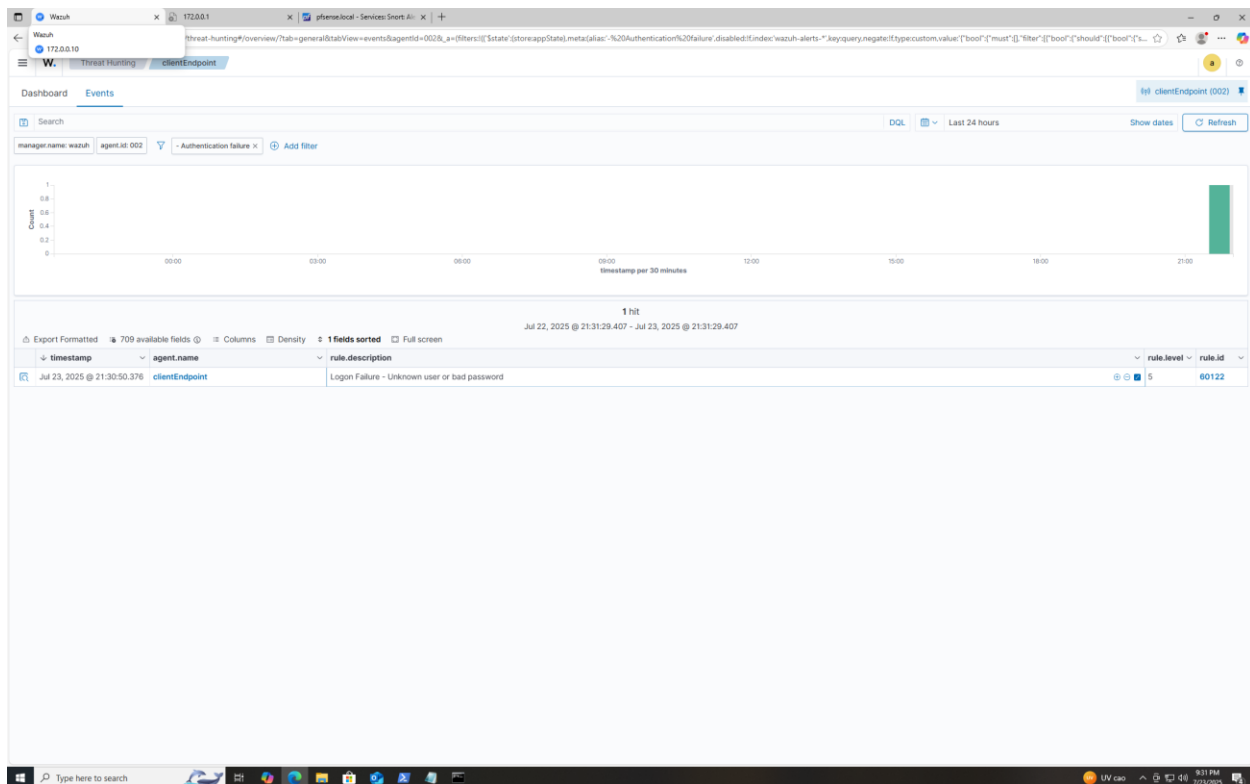 Wazuh
172.0.0.1
pfsense.local - Services: Snort: Al
Wazuh
172.0.0.10
W.
Threat Hunting
clientEndpoint
a
Dashboard
Events
clientEndpoint (002)
Search
DQL
Last 24 hours
Show dates
Refresh
manager.name: wazuh
agent.id: 002
- Authentication failure ×
Add filter
1
0.8
0.6
0.4
0.2
0
Count
00:00
03:00
06:00
09:00
12:00
15:00
18:00
21:00
timestamp per 30 minutes
1 hit
Jul 22, 2025 @ 21:31:29.407 - Jul 23, 2025 @ 21:31:29.407
Export Formatted
709 available fields
Columns
Density
1 fields sorted
Full screen
timestamp
agent.name
rule.description
rule.level
rule.id
Jul 23, 2025 @ 21:30:50.376
clientEndpoint
Logon Failure - Unknown user or bad password
5
60122
Type here to search
UV cao
9:31 PM
7/23/2025